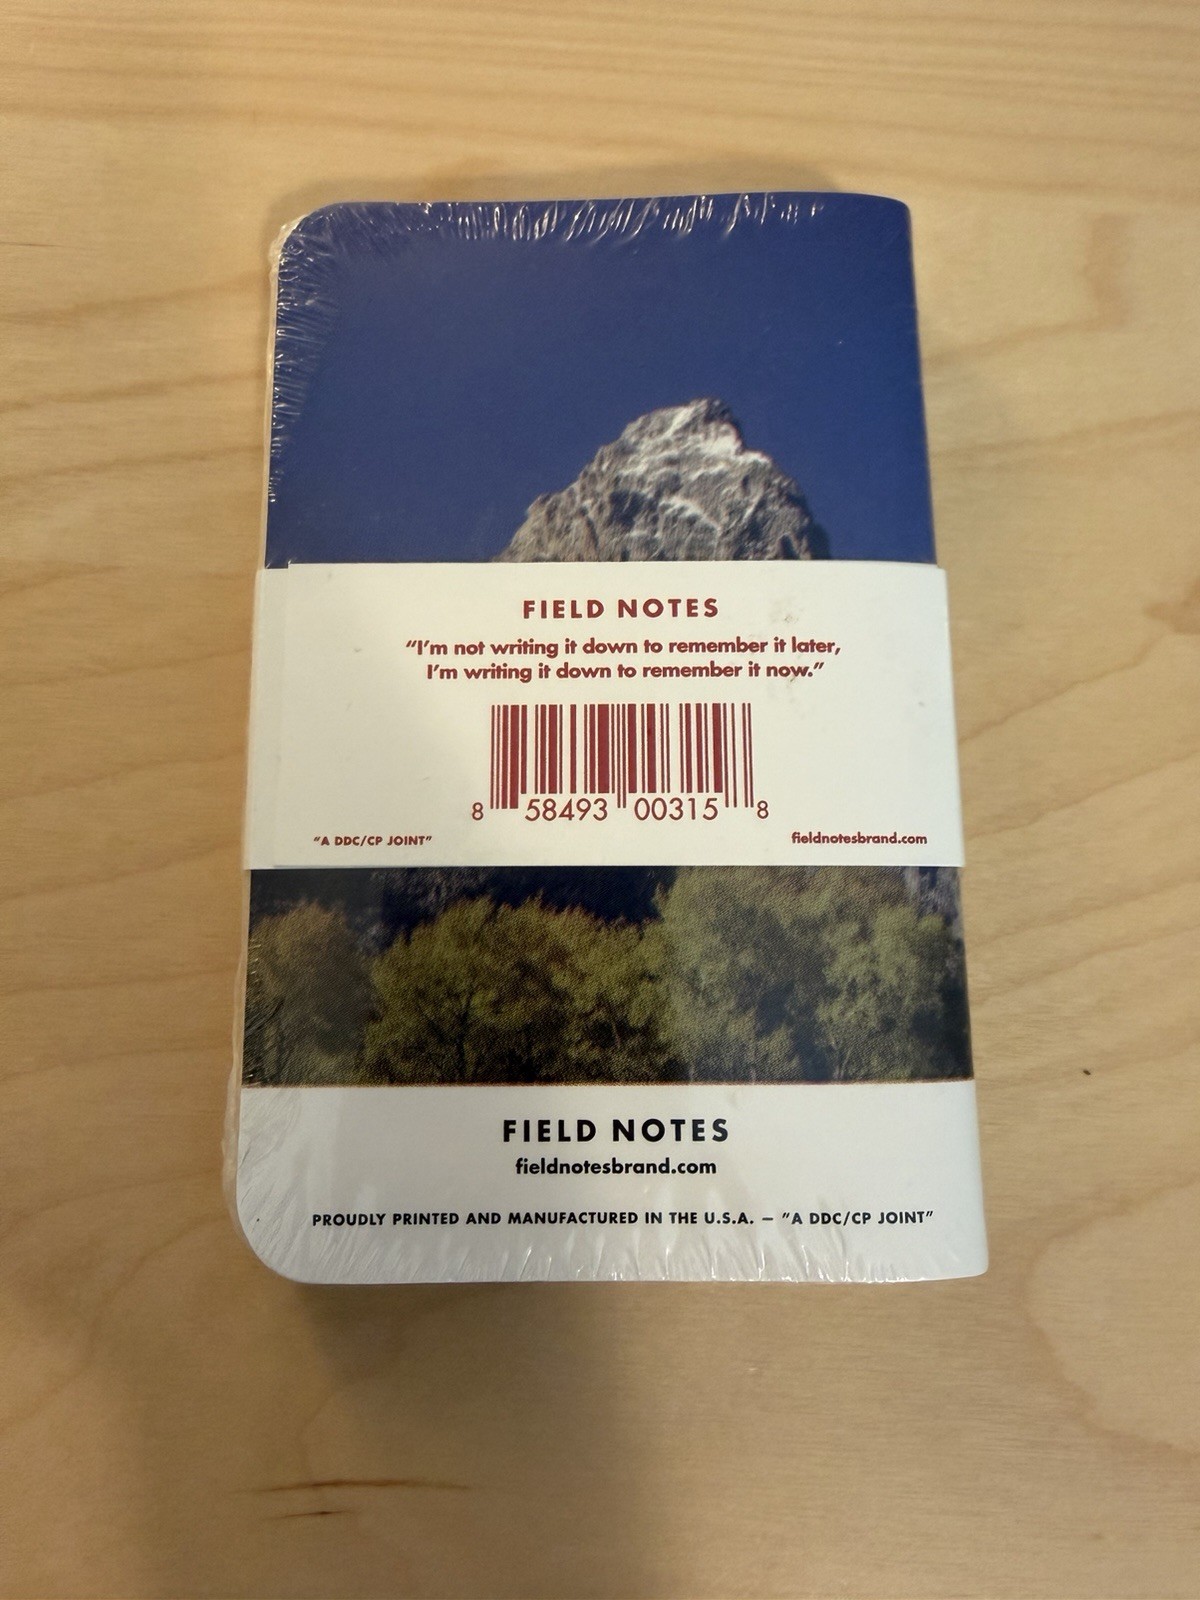 FIELD NOTES
“I’m not writing it down to remember it later,
I’m writing it down to remember it now.”
8 58493 00315 8
“A DDC/CP JOINT” fieldnotesbrand.com
FIELD NOTES
fieldnotesbrand.com
PROUDLY PRINTED AND MANUFACTURED IN THE U.S.A. — “A DDC/CP JOINT”